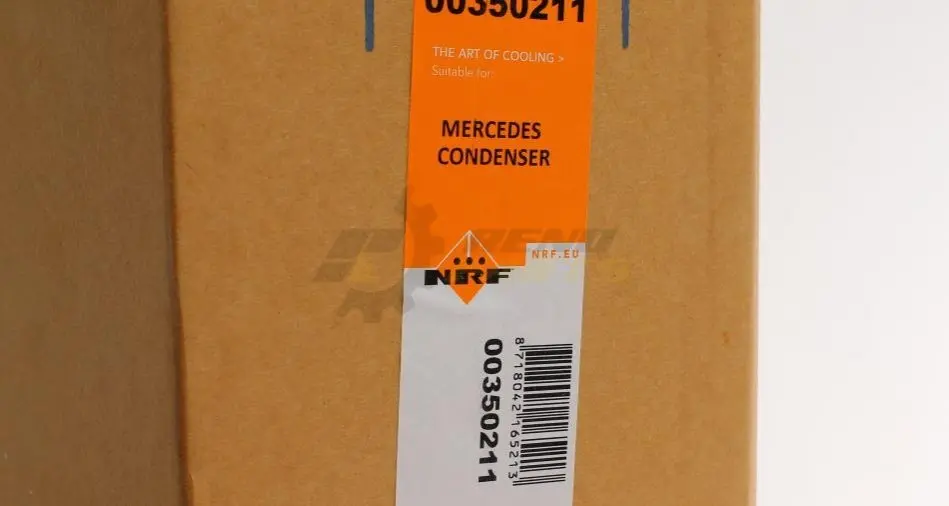 00350211
THE ART OF COOLING >
Suitable for:
MERCEDES
CONDENSER
NRF.EU
NRF
00350211
8718042165213